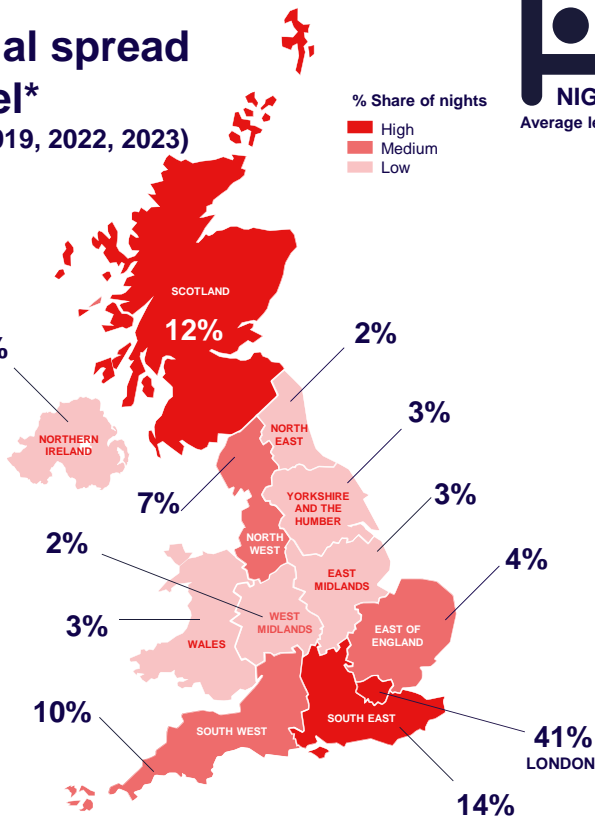 al spread
el*
019, 2022, 2023)
% Share of nights
High
Medium
Low
NIG
Average le
SCOTLAND
12%
%
2%
NORTHERN
IRELAND
NORTH
EAST
3%
7%
YORKSHIRE
AND THE
HUMBER
3%
2%
NORTH
WEST
EAST
MIDLANDS
4%
3%
WEST
MIDLANDS
WALES
EAST OF
ENGLAND
10%
SOUTH WEST
SOUTH EAST
41%
LONDON
14%